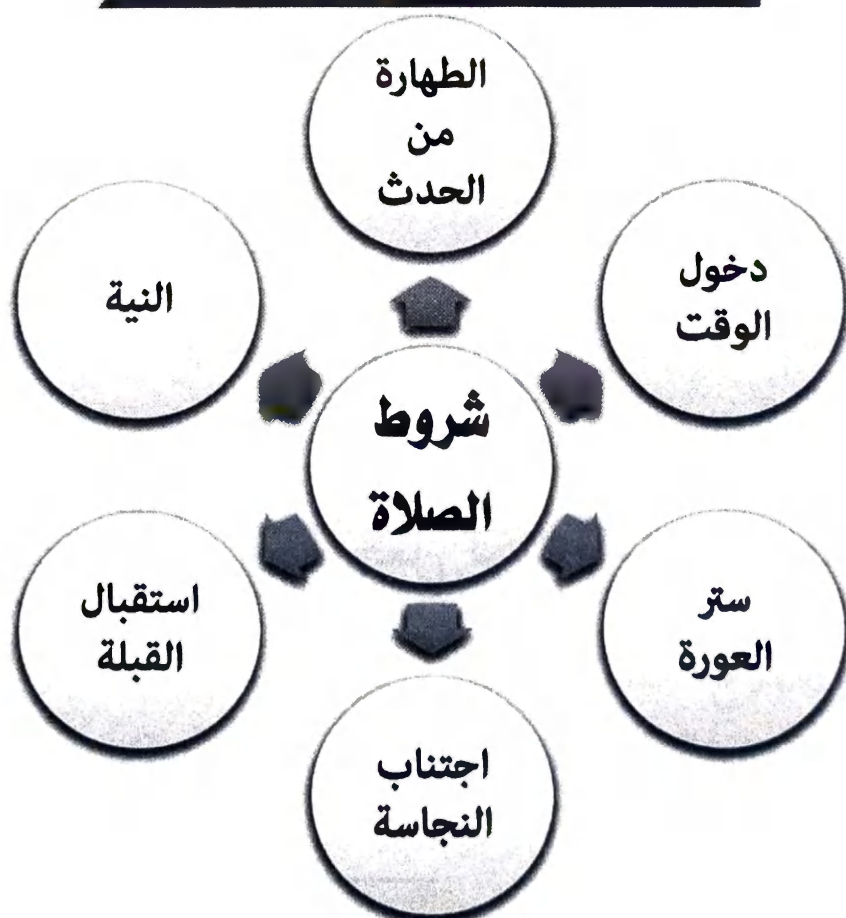 شروط
الصلاة
الطهارة
من
الحدث
دخول
الوقت
ستر
العورة
اجتناب
النجاسة
استقبال
القبلة
النية